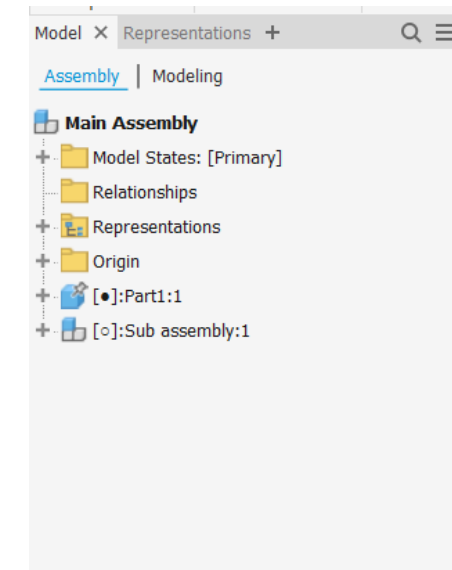 Model × Representations +
Assembly | Modeling
Main Assembly
Model States: [Primary]
Relationships
Representations
Origin
[●]:Part1:1
[○]:Sub assembly:1